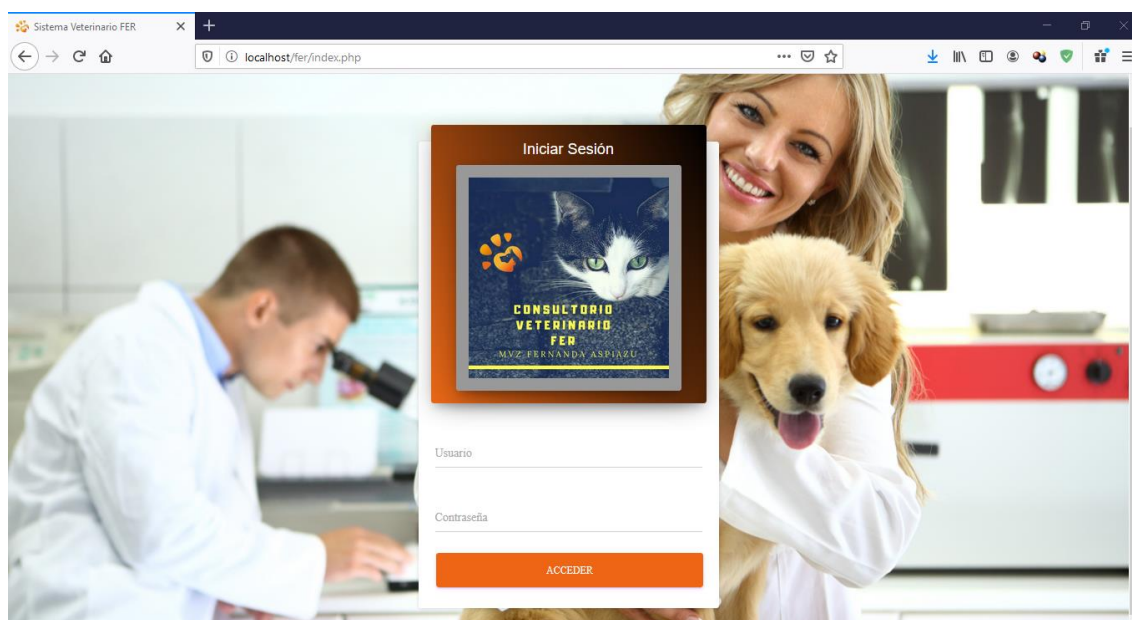 Sistema Veterinario FER
localhost/fer/index.php
Iniciar Sesión
CONSULTORIO
VETERINARIO
FER
MVZ FERNANDA ASPIAZU
Usuario
Contraseña
ACCEDER